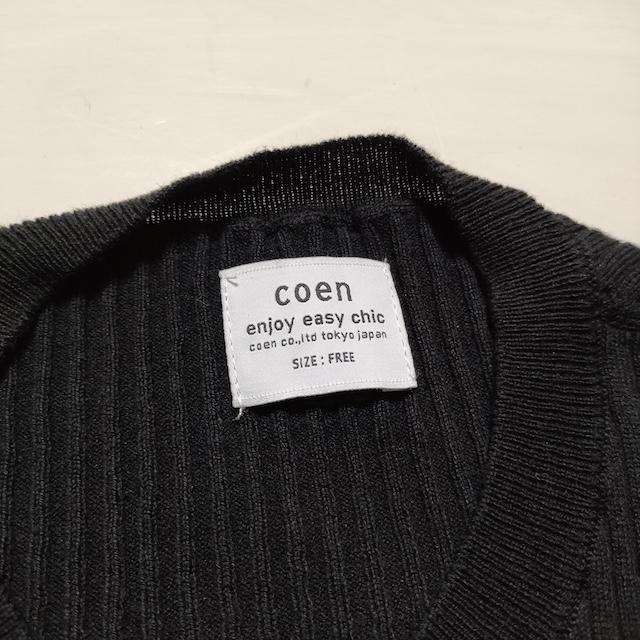 coen
enjoy easy chic
coen co.,ltd tokyo japan
SIZE : FREE